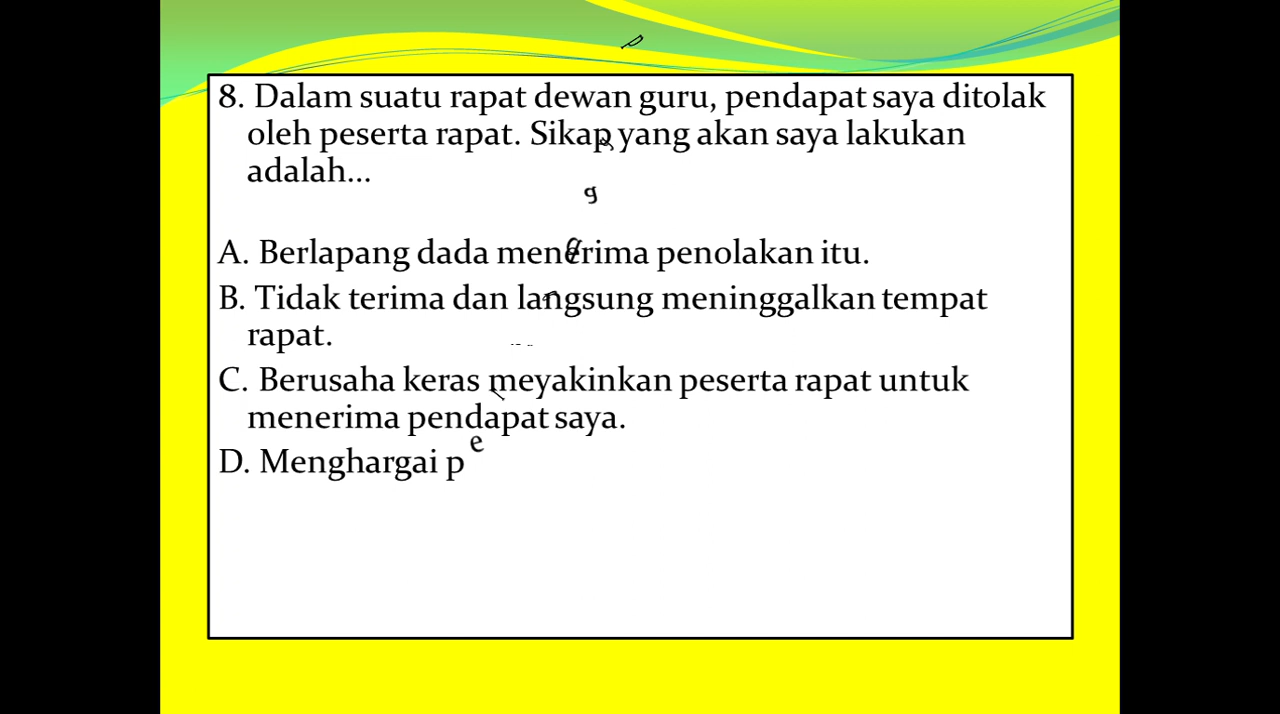 8. Dalam suatu rapat dewan guru, pendapat saya ditolak
oleh peserta rapat. Sikap yang akan saya lakukan
adalah...
A. Berlapang dada menerima penolakan itu.
B. Tidak terima dan langsung meninggalkan tempat
rapat.
C. Berusaha keras meyakinkan peserta rapat untuk
menerima pendapat saya.
D. Menghargai pe